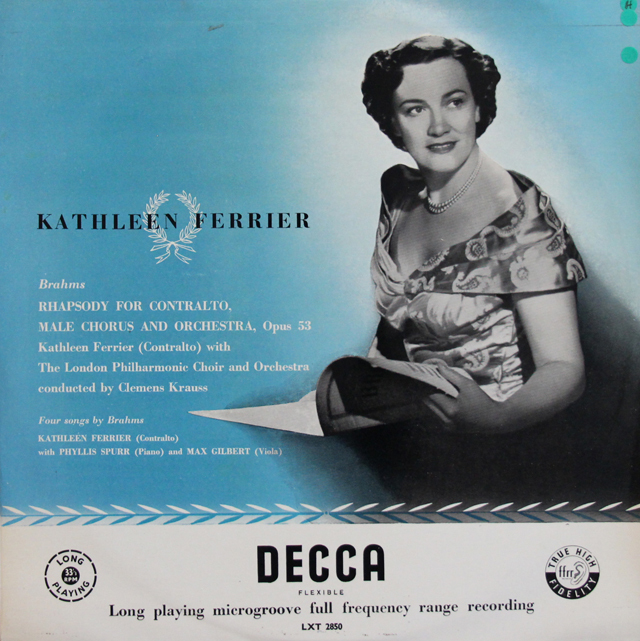 KATHLEEN FERRIER
Brahms
RHAPSODY FOR CONTRALTO,
MALE CHORUS AND ORCHESTRA, Opus 53
Kathleen Ferrier (Contralto) with
The London Philharmonic Choir and Orchestra
conducted by Clemens Krauss
Four songs by Brahms
KATHLEEN FERRIER (Contralto)
with PHYLLIS SPURR (Piano) and MAX GILBERT (Viola)
LONG
33⅓
RPM
PLAYING
DECCA
FLEXIBLE
TRUE HIGH
ffrr
FIDELITY
Long playing microgroove full frequency range recording
LXT 2850